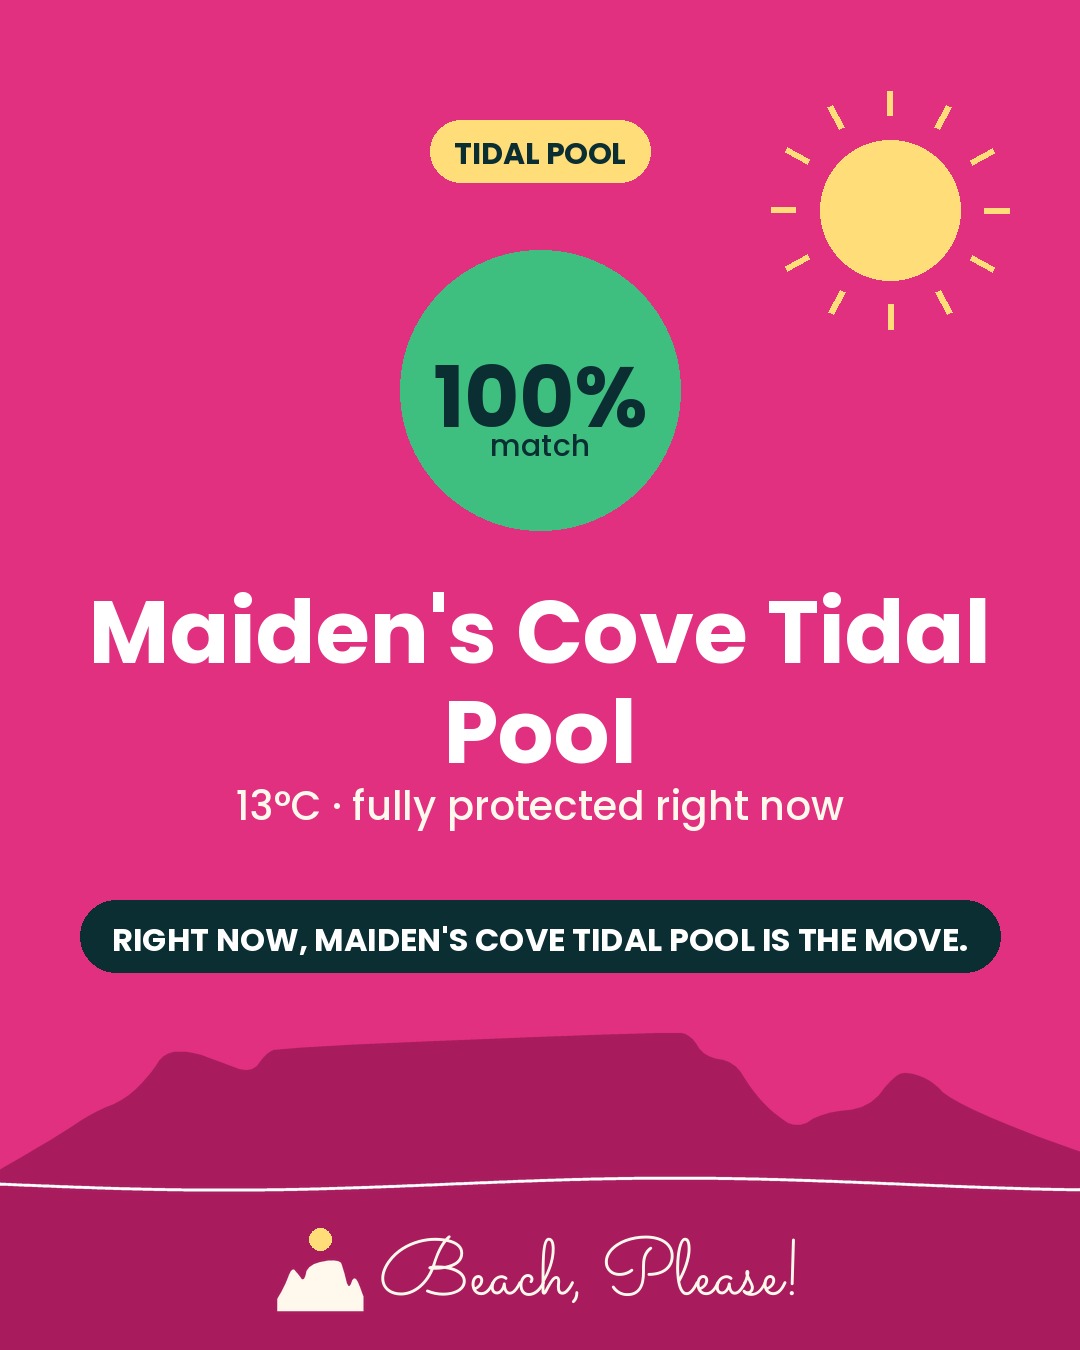 TIDAL POOL
100%
match
Maiden's Cove Tidal
Pool
13°C · fully protected right now
RIGHT NOW, MAIDEN'S COVE TIDAL POOL IS THE MOVE.
Beach, Please!